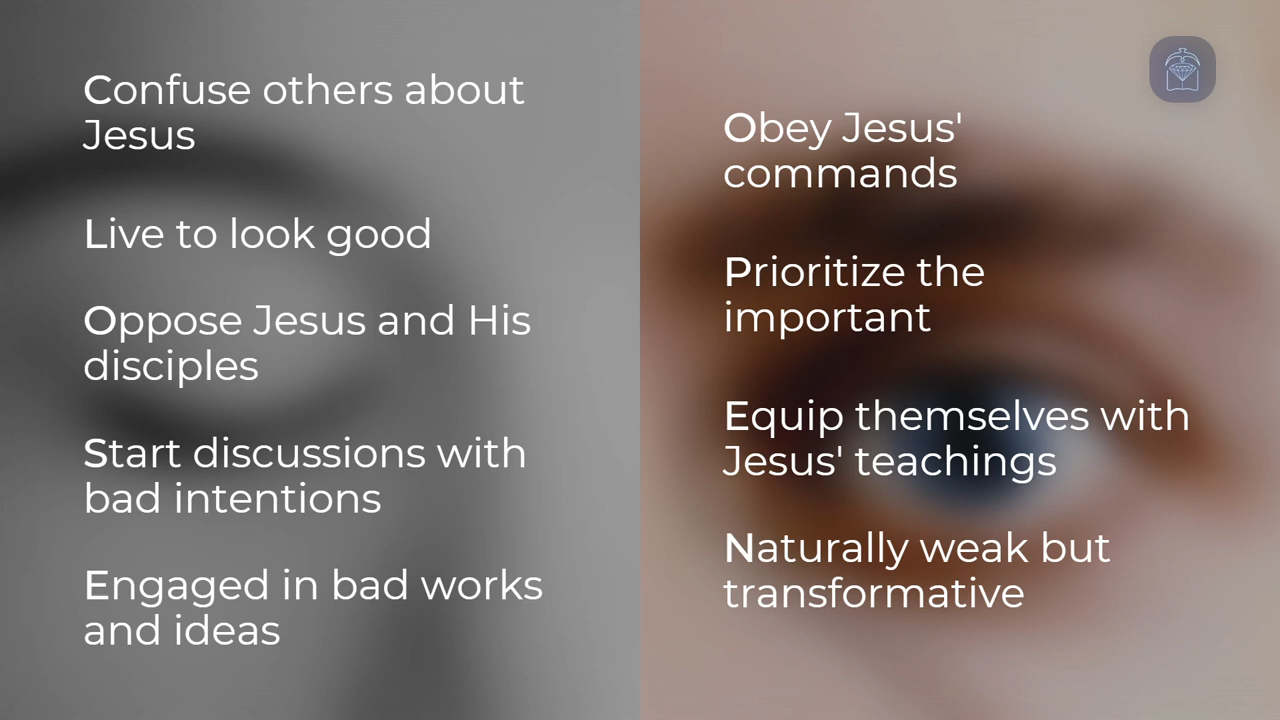 Confuse others about
Jesus
Live to look good
Oppose Jesus and His
disciples
Start discussions with
bad intentions
Engaged in bad works
and ideas
Obey Jesus'
commands
Prioritize the
important
Equip themselves with
Jesus' teachings
Naturally weak but
transformative